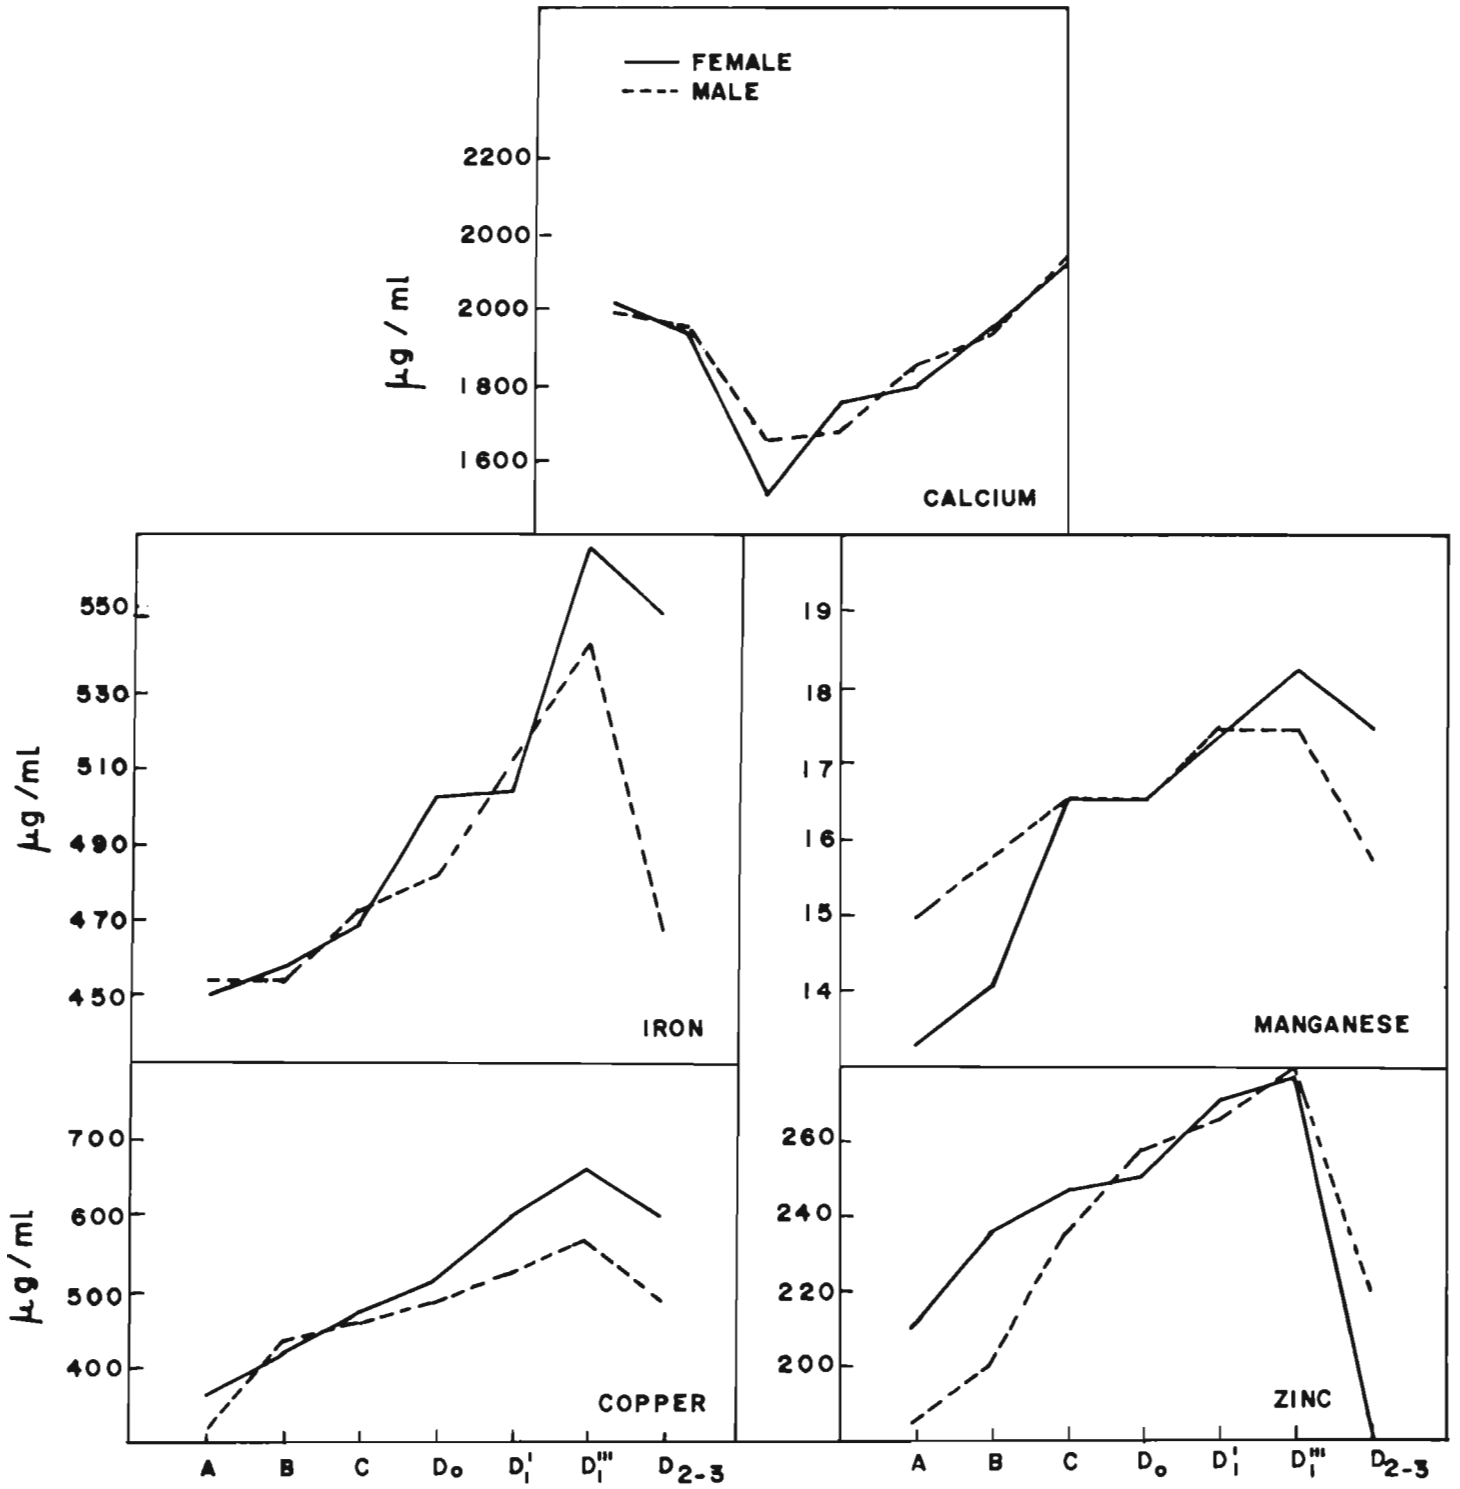 FEMALE
MALE
2200
2000
2000
1800
1600
µg/ml
CALCIUM
550
530
510
490
470
450
µg/ml
IRON
19
18
17
16
15
14
MANGANESE
700
600
500
400
µg/ml
COPPER
A B C D₀ D₁' D₁''' D₂₋₃
260
240
220
200
ZINC
A B C D₀ D₁' D₁''' D₂₋₃